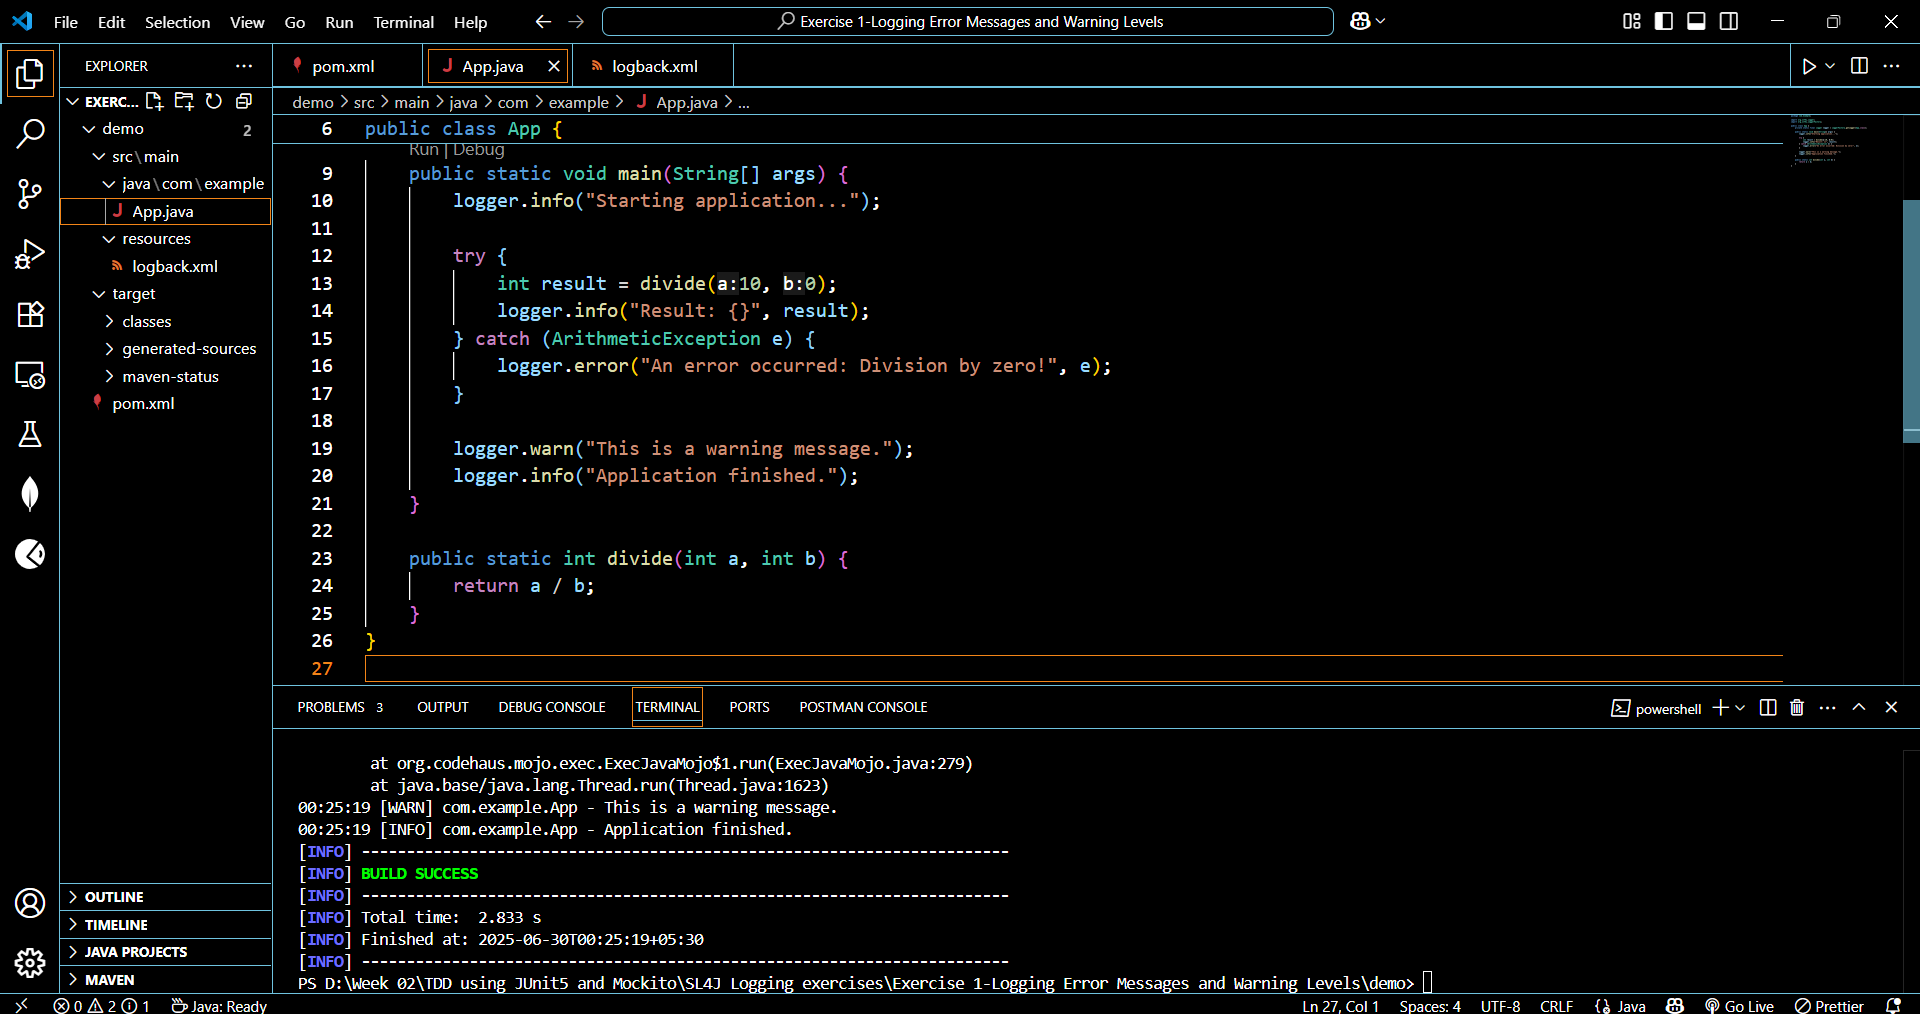 File Edit Selection View Go Run Terminal Help
Exercise 1-Logging Error Messages and Warning Levels
EXPLORER
EXERC...
demo 2
src\main
java\com\example
App.java
resources
logback.xml
target
classes
generated-sources
maven-status
pom.xml
OUTLINE
TIMELINE
JAVA PROJECTS
MAVEN
pom.xml
App.java
logback.xml
demo > src > main > java > com > example > App.java > ...
6 public class App {
Run | Debug
9 public static void main(String[] args) {
10 logger.info("Starting application...");
11
12 try {
13 int result = divide(a:10, b:0);
14 logger.info("Result: {}", result);
15 } catch (ArithmeticException e) {
16 logger.error("An error occurred: Division by zero!", e);
17 }
18
19 logger.warn("This is a warning message.");
20 logger.info("Application finished.");
21 }
22
23 public static int divide(int a, int b) {
24 return a / b;
25 }
26 }
27
PROBLEMS 3 OUTPUT DEBUG CONSOLE TERMINAL PORTS POSTMAN CONSOLE
powershell
at org.codehaus.mojo.exec.ExecJavaMojo$1.run(ExecJavaMojo.java:279)
at java.base/java.lang.Thread.run(Thread.java:1623)
00:25:19 [WARN] com.example.App - This is a warning message.
00:25:19 [INFO] com.example.App - Application finished.
[INFO] ------------------------------------------------------------------------
[INFO] BUILD SUCCESS
[INFO] ------------------------------------------------------------------------
[INFO] Total time:  2.833 s
[INFO] Finished at: 2025-06-30T00:25:19+05:30
[INFO] ------------------------------------------------------------------------
PS D:\Week 02\TDD using JUnit5 and Mockito\SL4J Logging exercises\Exercise 1-Logging Error Messages and Warning Levels\demo>
0 2 1 Java: Ready
Ln 27, Col 1 Spaces: 4 UTF-8 CRLF {} Java Go Live Prettier